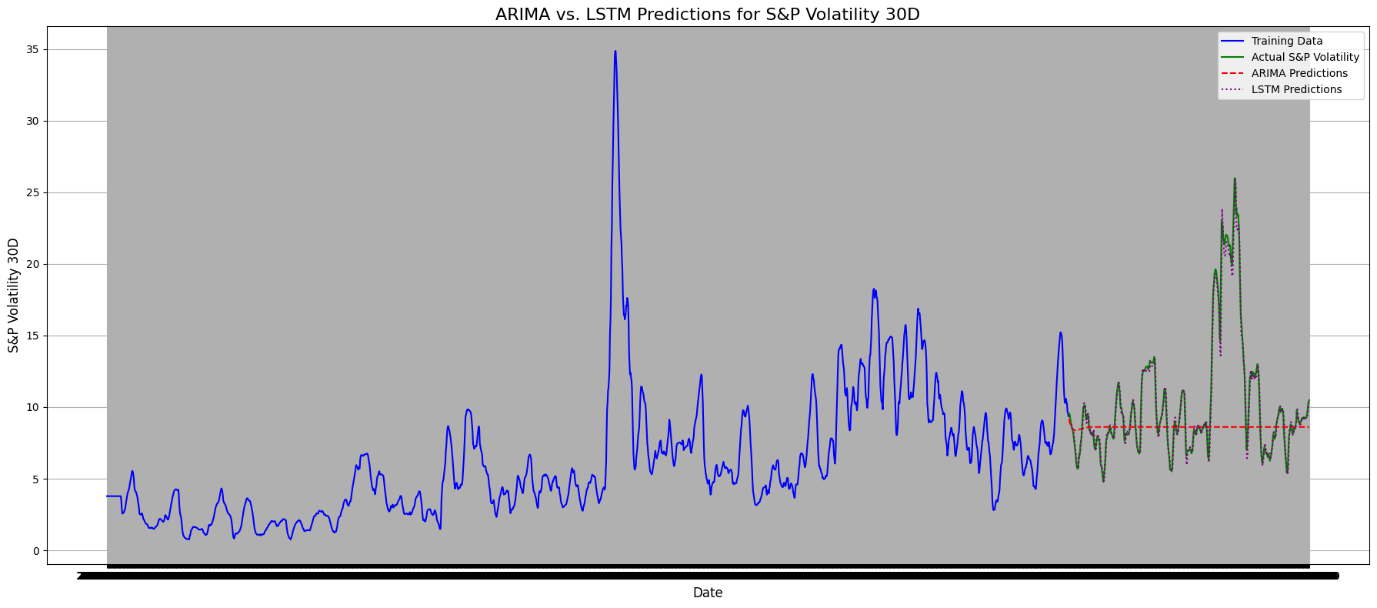 ARIMA vs. LSTM Predictions for S&P Volatility 30D
Training Data
Actual S&P Volatility
ARIMA Predictions
LSTM Predictions
35
30
25
20
15
10
5
0
S&P Volatility 30D
Date